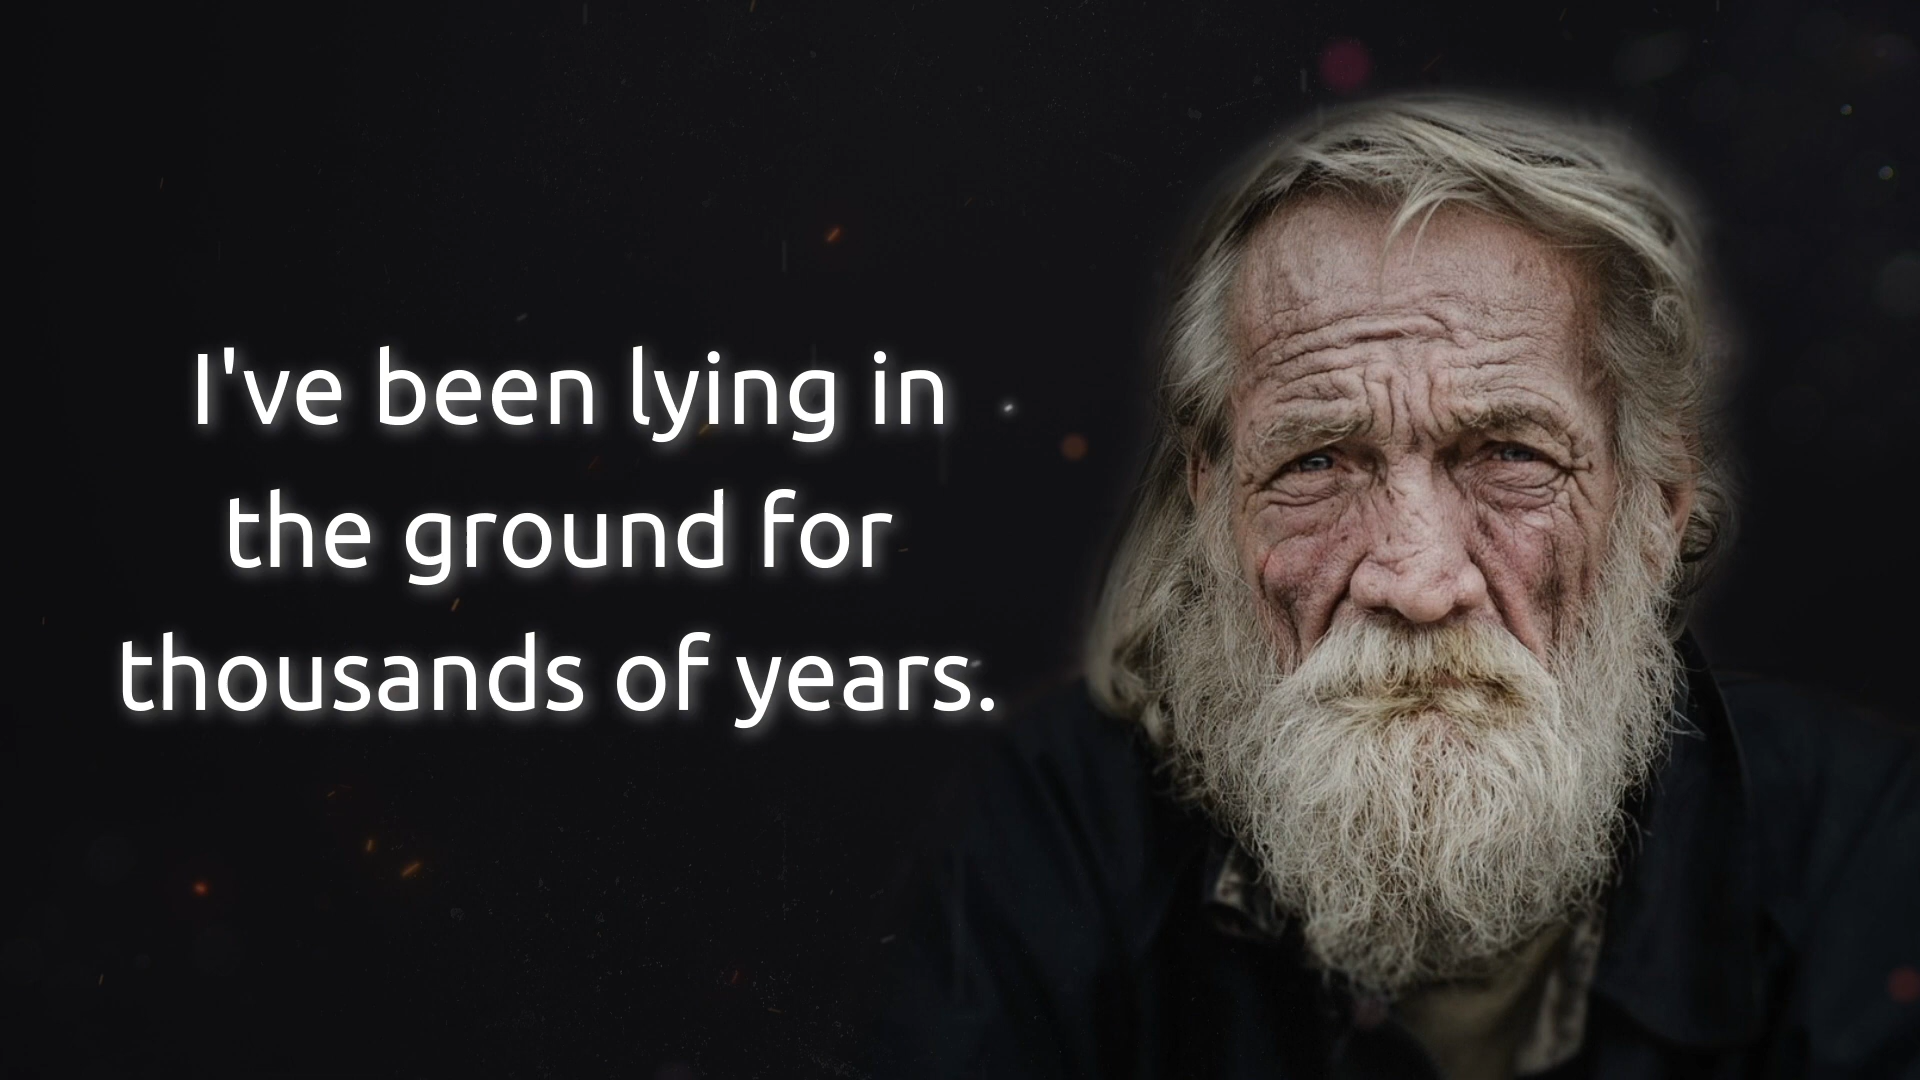 I've been lying in
the ground for
thousands of years.